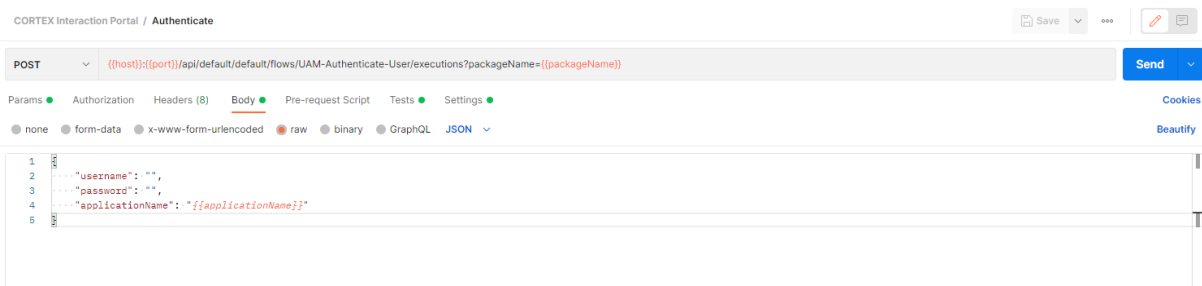 CORTEX Interaction Portal / Authenticate
Save
POST
{{host}}:{{port}}/api/default/default/flows/UAM-Authenticate-User/executions?packageName={{packageName}}
Send
Params Authorization Headers (8) Body Pre-request Script Tests Settings
Cookies
none form-data x-www-form-urlencoded raw binary GraphQL JSON
Beautify
1 {
2 "username": "",
3 "password": "",
4 "applicationName": "{{applicationName}}"
5 }